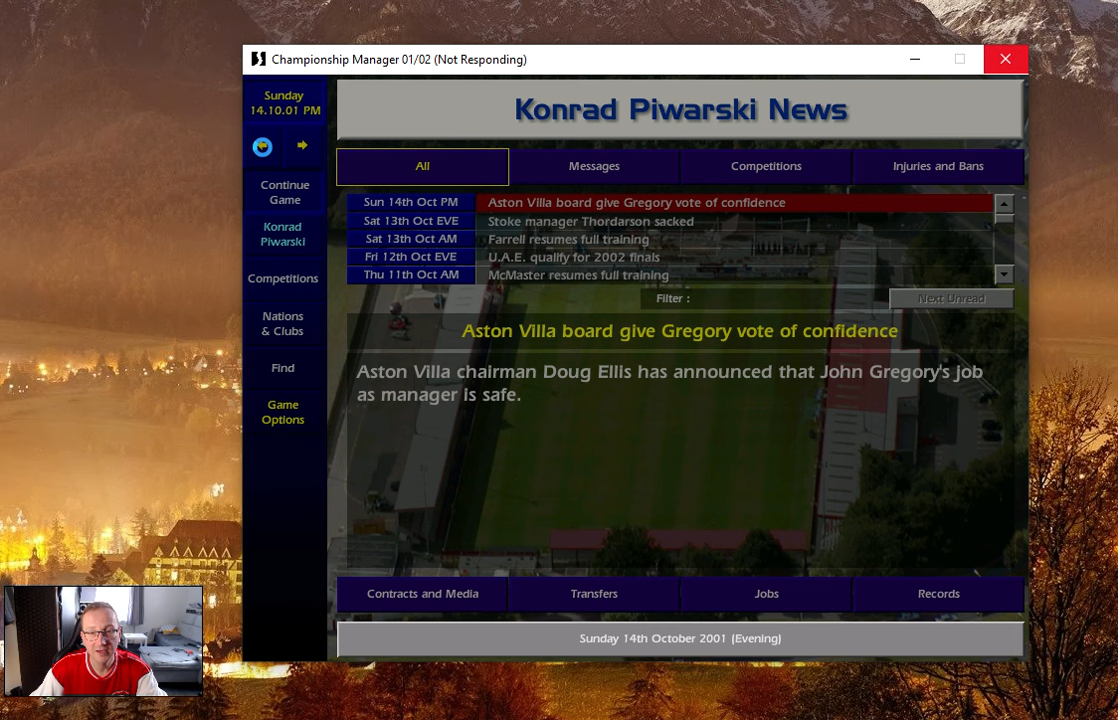 Championship Manager 01/02 (Not Responding)
Sunday
14.10.01 PM
Continue
Game
Konrad
Piwarski
Competitions
Nations
& Clubs
Find
Game
Options
Konrad Piwarski News
All
Messages
Competitions
Injuries and Bans
Sun 14th Oct PM Aston Villa board give Gregory vote of confidence
Sat 13th Oct EVE Stoke manager Thordarson sacked
Sat 13th Oct AM Farrell resumes full training
Fri 12th Oct EVE U.A.E. qualify for 2002 finals
Thu 11th Oct AM McMaster resumes full training
Filter :
Next Unread
Aston Villa board give Gregory vote of confidence
Aston Villa chairman Doug Ellis has announced that John Gregory's job
as manager is safe.
Contracts and Media
Transfers
Jobs
Records
Sunday 14th October 2001 (Evening)